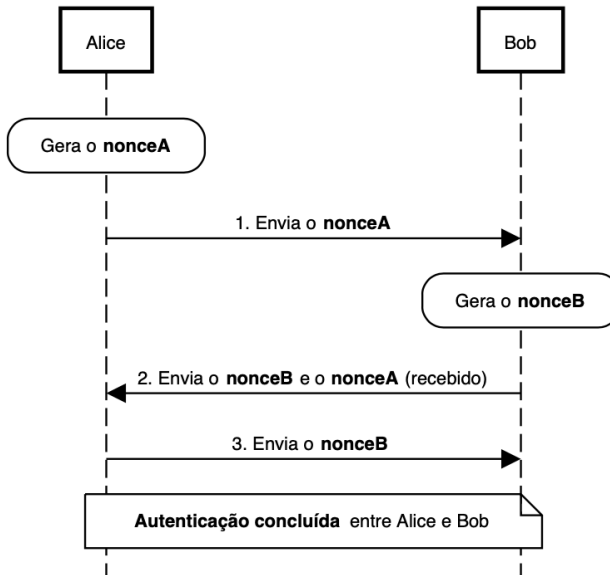 Alice
Bob
Gera o nonceA
1. Envia o nonceA
Gera o nonceB
2. Envia o nonceB e o nonceA (recebido)
3. Envia o nonceB
Autenticação concluída entre Alice e Bob